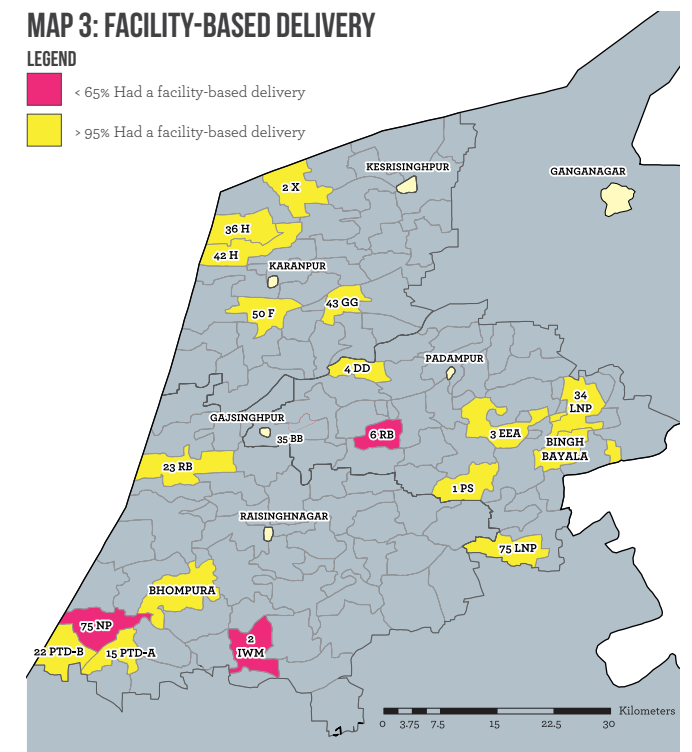 MAP 3: FACILITY-BASED DELIVERY
LEGEND
< 65% Had a facility-based delivery
> 95% Had a facility-based delivery
KESRISINGHPUR
GANGANAGAR
2 X
36 H
42 H
KARANPUR
43 GG
50 F
PADAMPUR
4 DD
34
LNP
GAJSINGHPUR
35 BB
6 RB
3 EEA
BINGH
BAYALA
23 RB
1 PS
RAISINGHNAGAR
75 LNP
BHOMPURA
75 NP
22 PTD-B
15 PTD-A
2
IWM
Kilometers
0 3.75 7.5 15 22.5 30